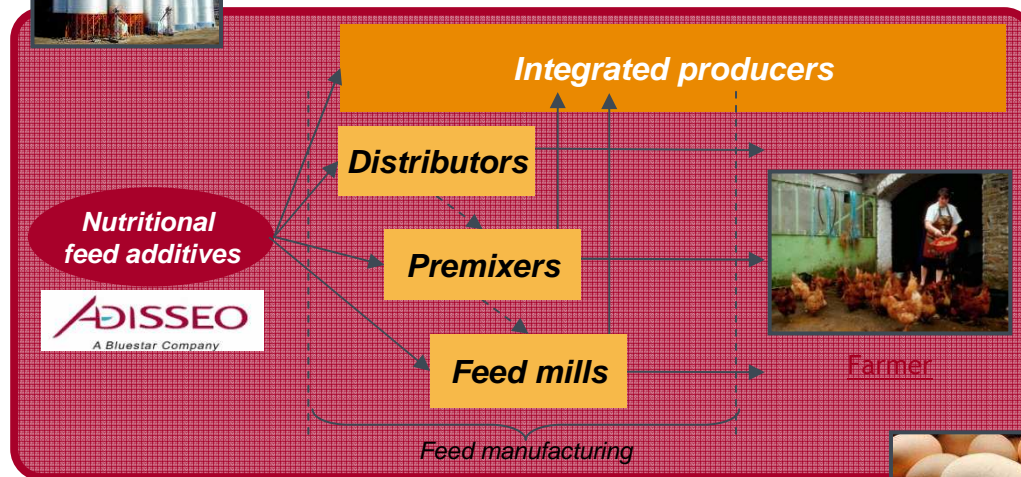 Integrated producers
Distributors
Nutritional
feed additives
Premixers
ADISSEO
A Bluestar Company
Feed mills
Farmer
Feed manufacturing